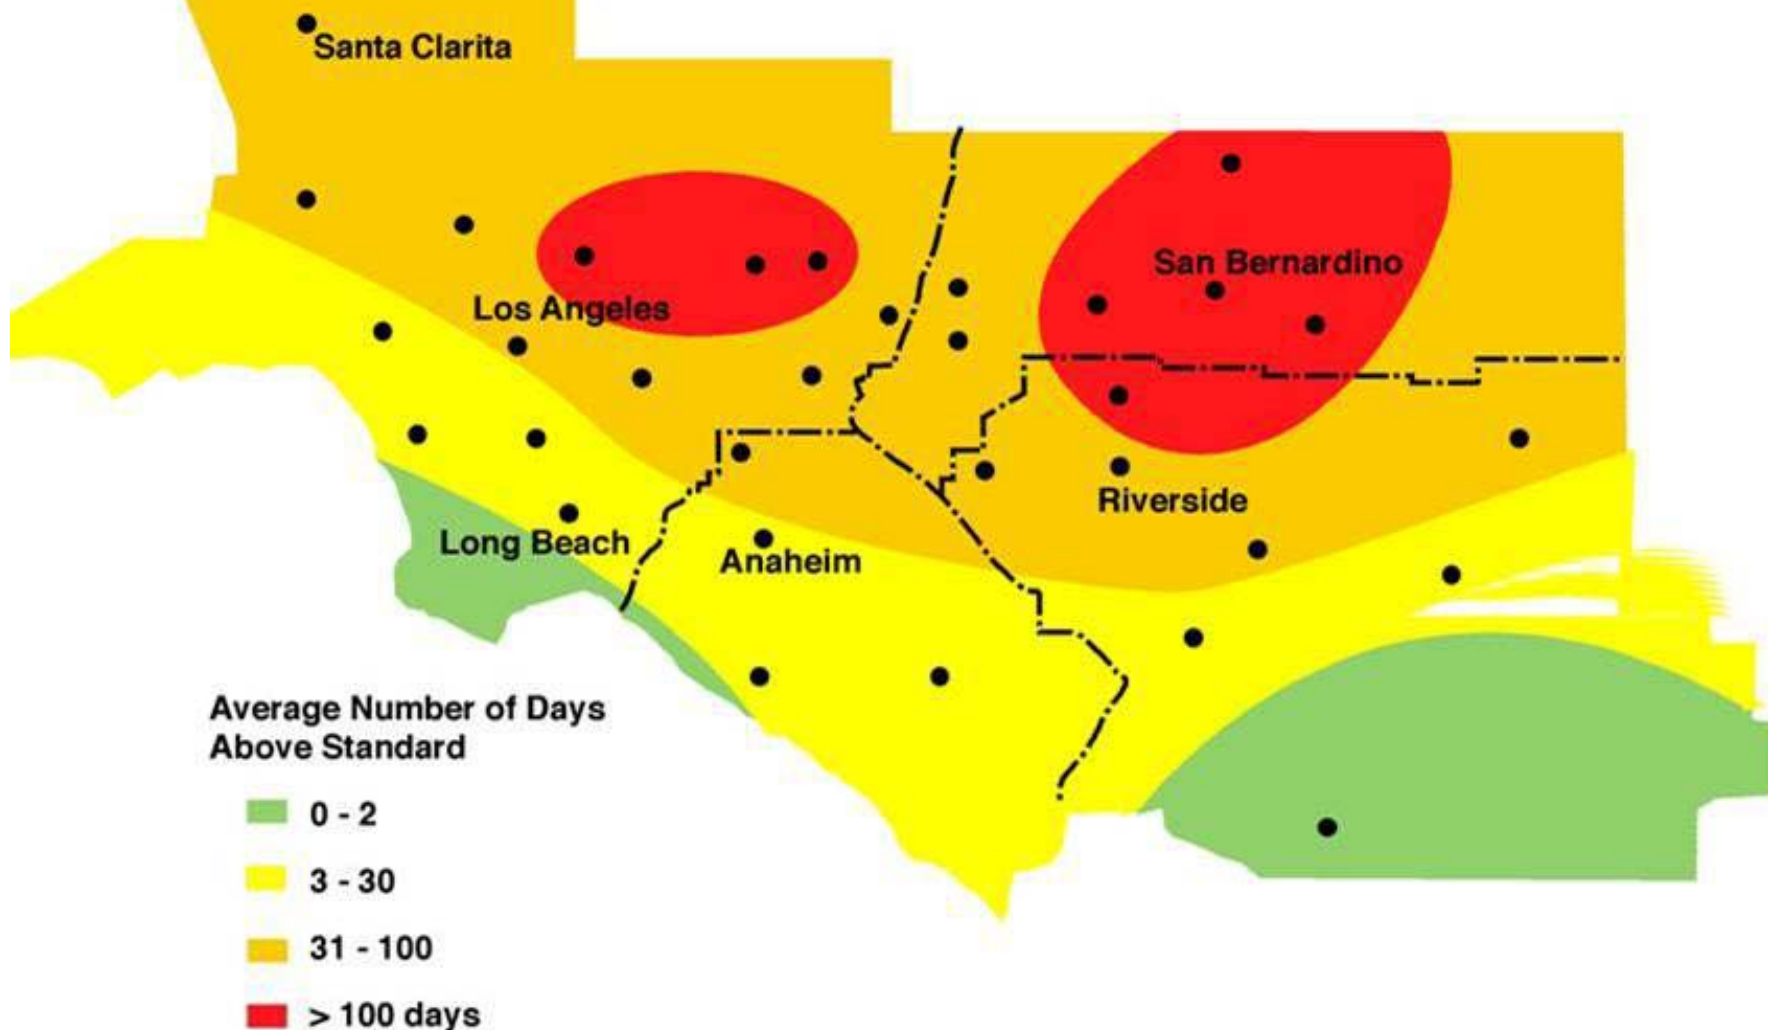 Santa Clarita
San Bernardino
Los Angeles
Riverside
Long Beach
Anaheim
Average Number of Days
Above Standard
0 - 2
3 - 30
31 - 100
> 100 days